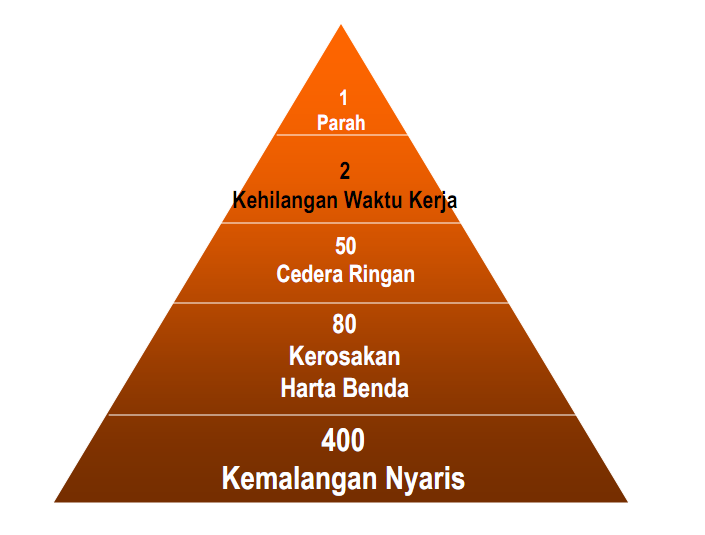 1
Parah
2
Kehilangan Waktu Kerja
50
Cedera Ringan
80
Kerosakan
Harta Benda
400
Kemalangan Nyaris